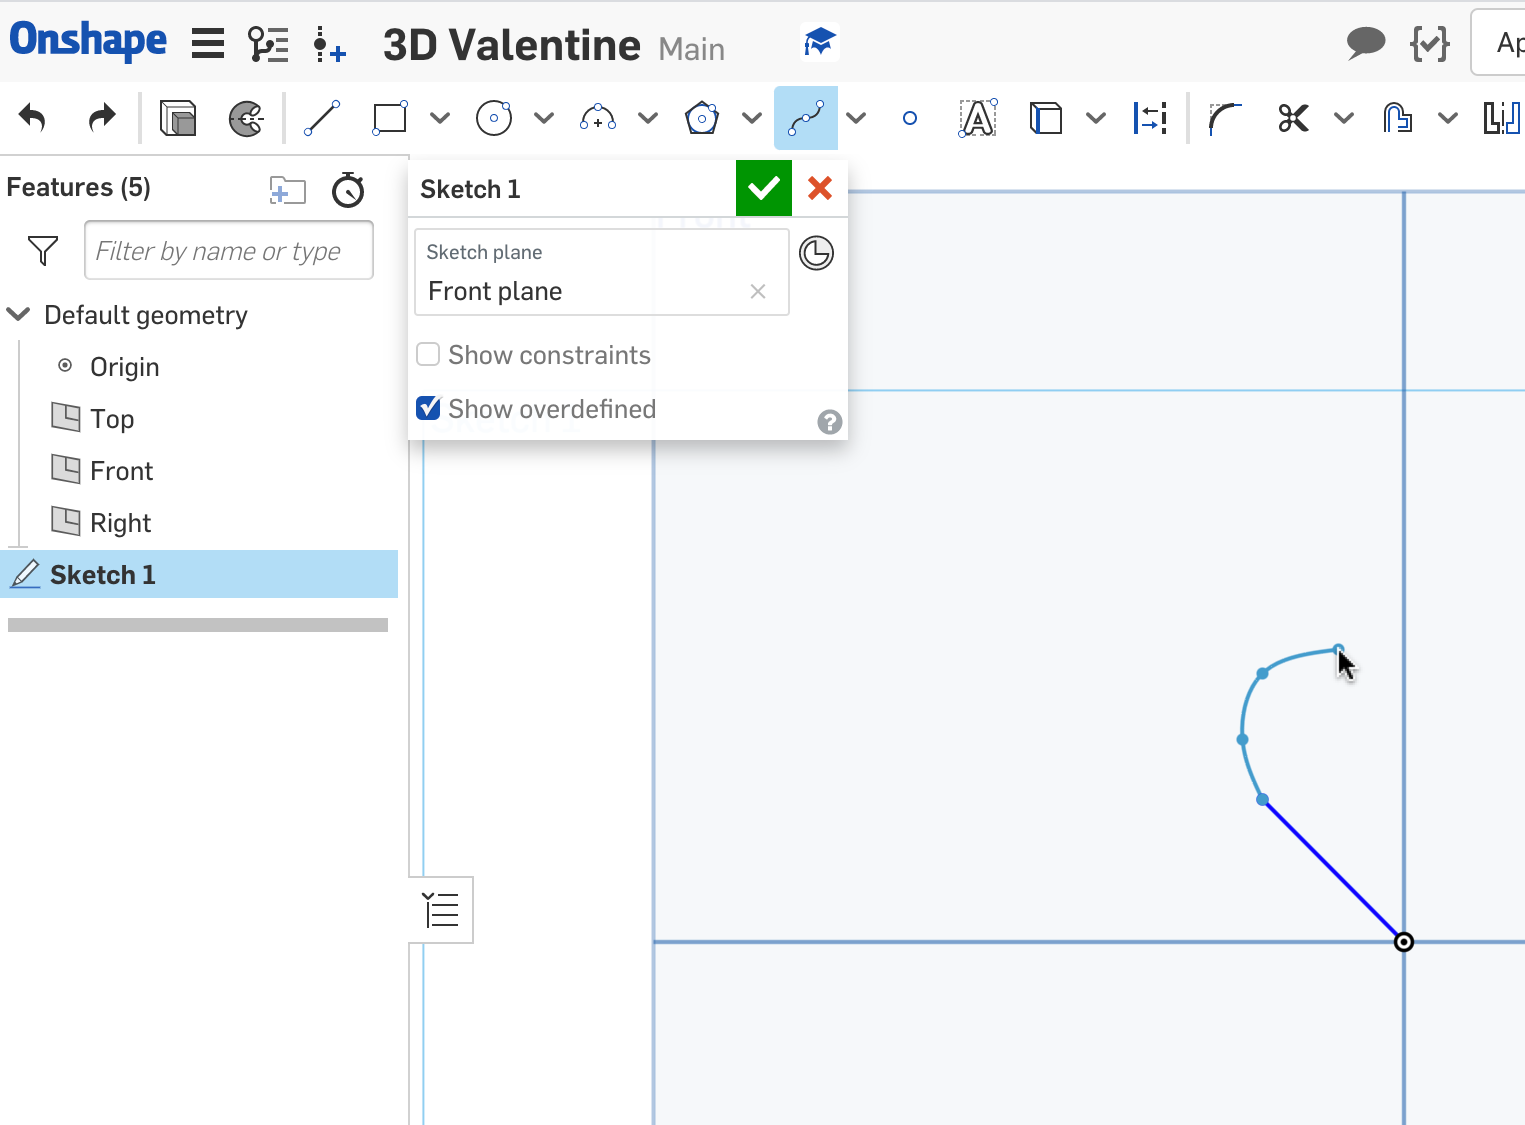 Onshape 3D Valentine Main Ap
A
Features (5)
Sketch 1
Front
Filter by name or type
Sketch plane
Front plane
Default geometry
Show constraints
Origin
Show overdefined
?
Top
Front
Right
Sketch 1